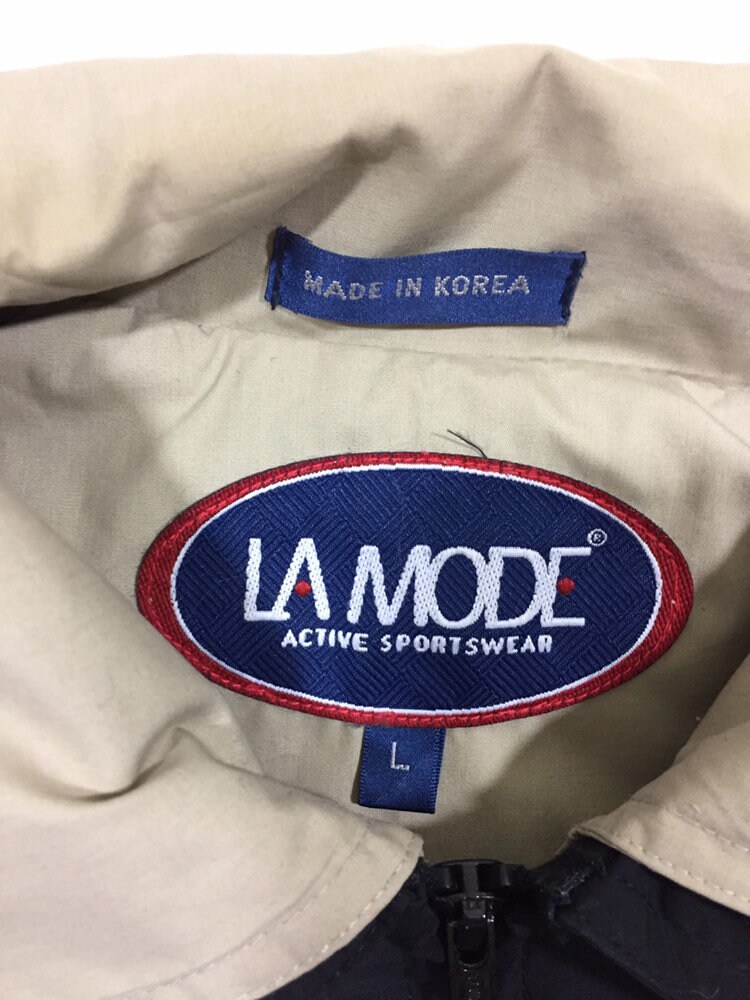 MADE IN KOREA
LA MODE®
ACTIVE SPORTSWEAR
L